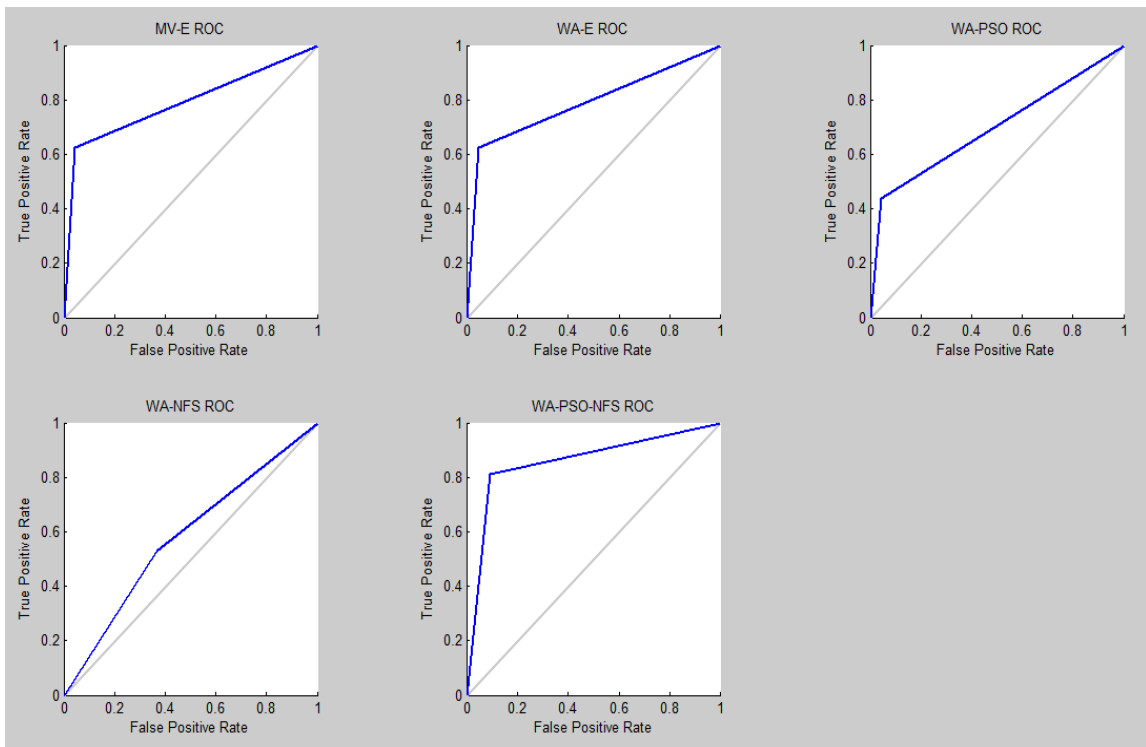 MV-E ROC
1
0.8
0.6
0.4
0.2
0
True Positive Rate
0 0.2 0.4 0.6 0.8 1
False Positive Rate
WA-E ROC
1
0.8
0.6
0.4
0.2
0
True Positive Rate
0 0.2 0.4 0.6 0.8 1
False Positive Rate
WA-PSO ROC
1
0.8
0.6
0.4
0.2
0
True Positive Rate
0 0.2 0.4 0.6 0.8 1
False Positive Rate
WA-NFS ROC
1
0.8
0.6
0.4
0.2
0
True Positive Rate
0 0.2 0.4 0.6 0.8 1
False Positive Rate
WA-PSO-NFS ROC
1
0.8
0.6
0.4
0.2
0
True Positive Rate
0 0.2 0.4 0.6 0.8 1
False Positive Rate